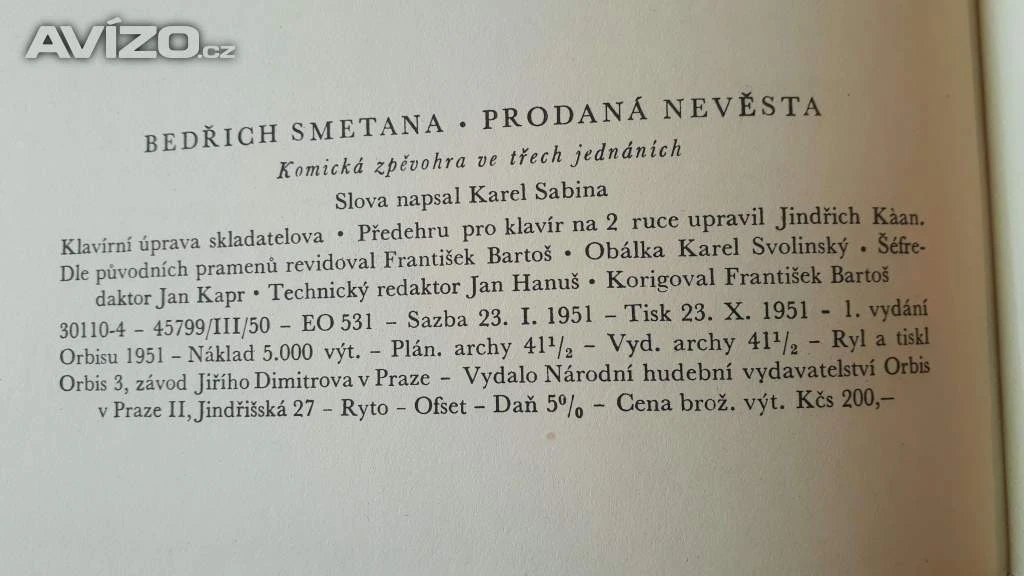 AVÍZO.cz
BEDŘICH SMETANA · PRODANÁ NEVĚSTA
Komická zpěvohra ve třech jednáních
Slova napsal Karel Sabina
Klavírní úprava skladatelova · Předehru pro klavír na 2 ruce upravil Jindřich Kàan.
Dle původních pramenů revidoval František Bartoš · Obálka Karel Svolinský · Šéfre-
daktor Jan Kapr · Technický redaktor Jan Hanuš · Korigoval František Bartoš
30110-4 – 45799/III/50 – EO 531 – Sazba 23. I. 1951 – Tisk 23. X. 1951 - 1. vydání
Orbisu 1951 – Náklad 5.000 výt. – Plán. archy 41¹/₂ – Vyd. archy 41¹/₂ – Ryl a tiskl
Orbis 3, závod Jiřího Dimitrova v Praze – Vydalo Národní hudební vydavatelství Orbis
v Praze II, Jindřišská 27 – Ryto – Ofset – Daň 5% – Cena brož. výt. Kčs 200,–